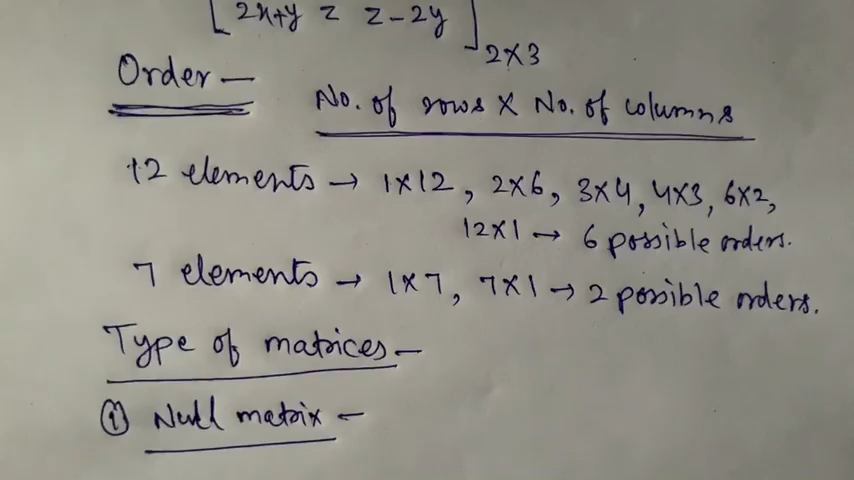 [ 2x+y z z-2y ] 2×3
Order —
No. of rows × No. of columns
12 elements → 1×12, 2×6, 3×4, 4×3, 6×2,
12×1 → 6 possible orders.
7 elements → 1×7, 7×1 → 2 possible orders.
Type of matrices —
① Null matrix —